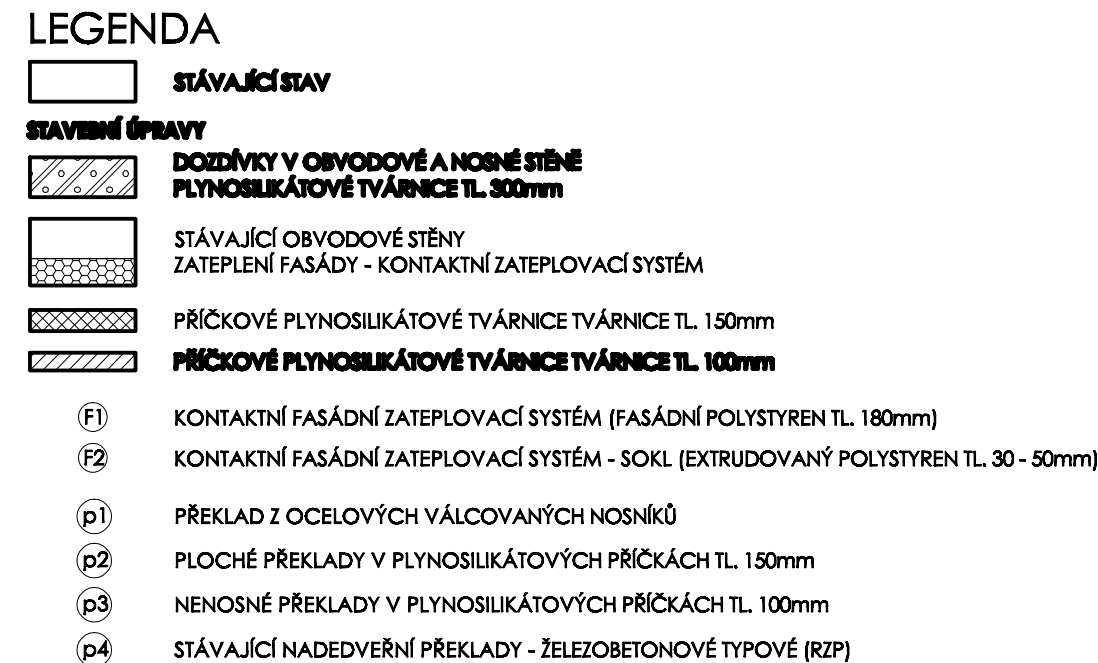 LEGENDA
STÁVAJÍCÍ STAV
STAVEBNÍ ÚPRAVY
DOZDÍVKY V OBVODOVÉ A NOSNÉ STĚNĚ
PLYNOSILIKÁTOVÉ TVÁRNICE TL. 300mm
STÁVAJÍCÍ OBVODOVÉ STĚNY
ZATEPLENÍ FASÁDY - KONTAKTNÍ ZATEPLOVACÍ SYSTÉM
PŘÍČKOVÉ PLYNOSILIKÁTOVÉ TVÁRNICE TVÁRNICE TL. 150mm
PŘÍČKOVÉ PLYNOSILIKÁTOVÉ TVÁRNICE TVÁRNICE TL. 100mm
F1 KONTAKTNÍ FASÁDNÍ ZATEPLOVACÍ SYSTÉM (FASÁDNÍ POLYSTYREN TL. 180mm)
F2 KONTAKTNÍ FASÁDNÍ ZATEPLOVACÍ SYSTÉM - SOKL (EXTRUDOVANÝ POLYSTYREN TL. 30 - 50mm)
p1 PŘEKLAD Z OCELOVÝCH VÁLCOVANÝCH NOSNÍKŮ
p2 PLOCHÉ PŘEKLADY V PLYNOSILIKÁTOVÝCH PŘÍČKÁCH TL. 150mm
p3 NENOSNÉ PŘEKLADY V PLYNOSILIKÁTOVÝCH PŘÍČKÁCH TL. 100mm
p4 STÁVAJÍCÍ NADEDVEŘNÍ PŘEKLADY - ŽELEZOBETONOVÉ TYPOVÉ (RZP)